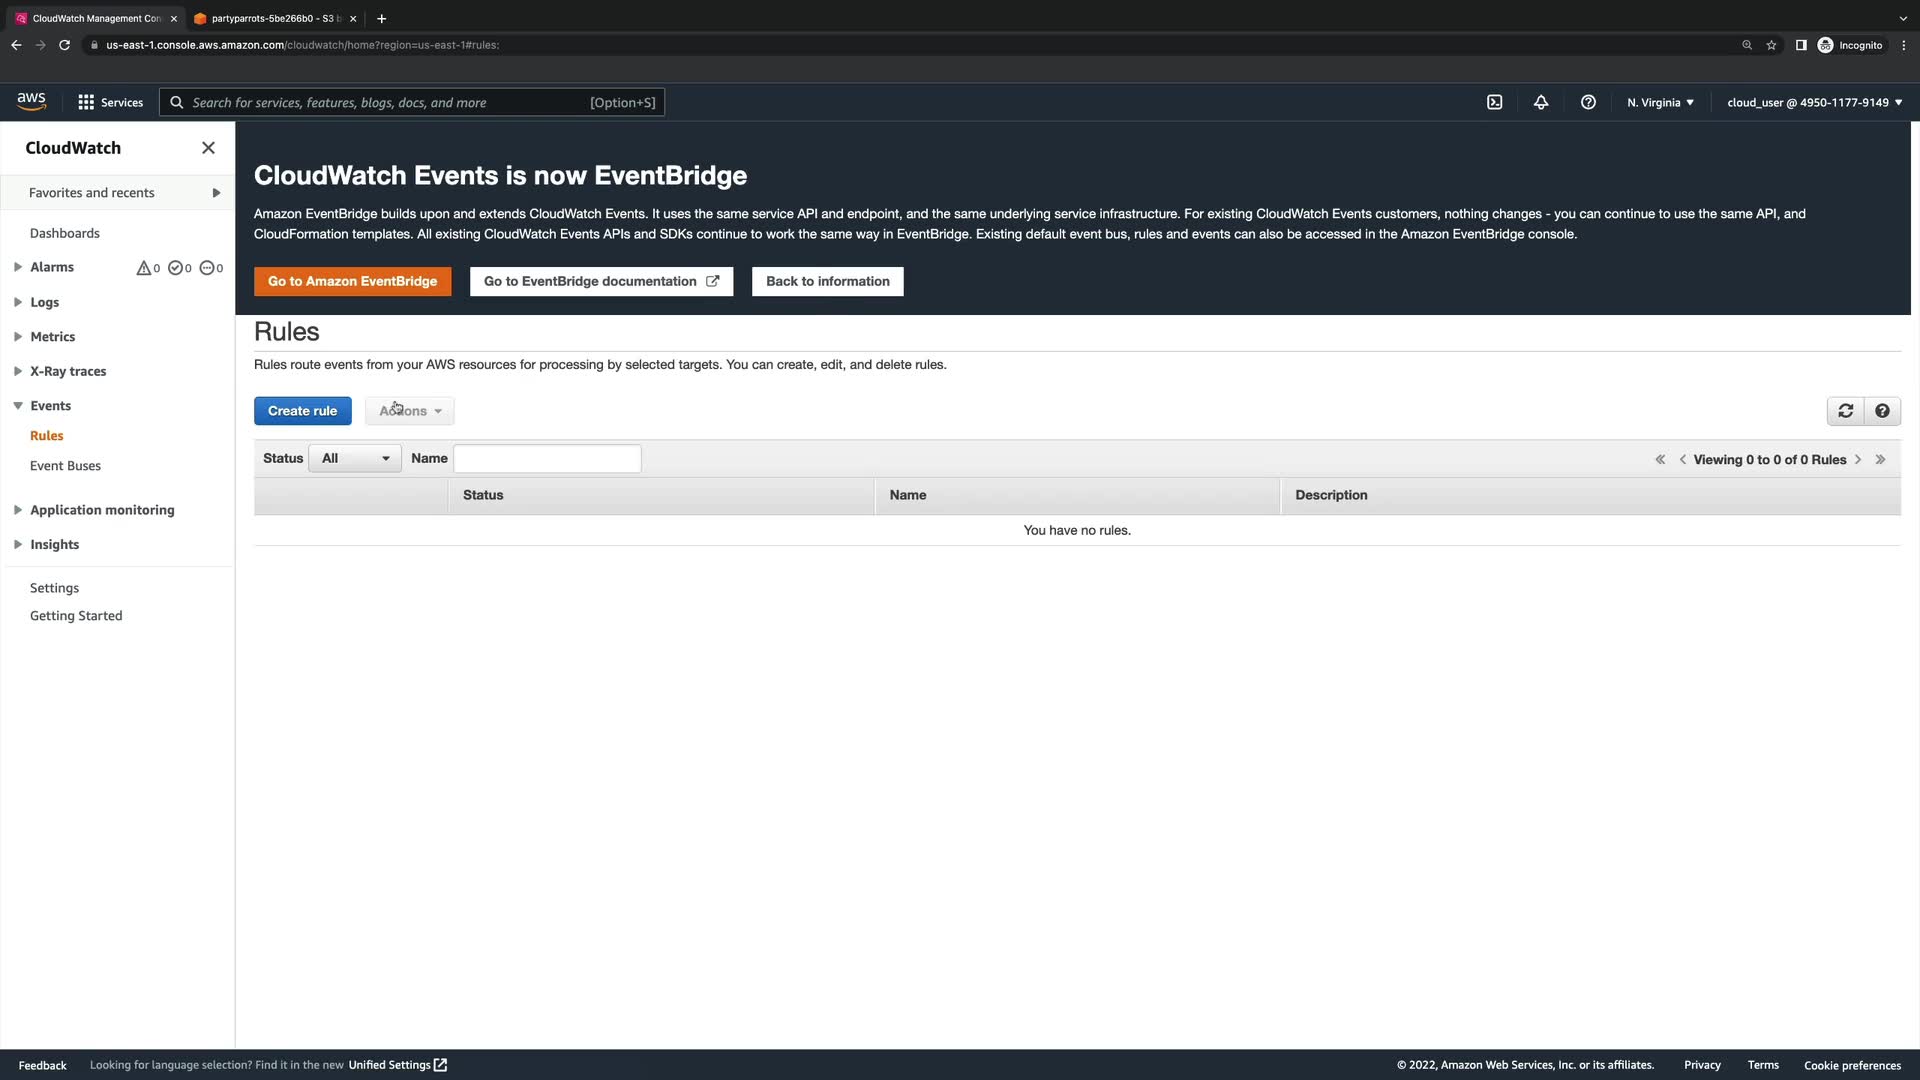 CloudWatch Management Con
partyparrots-5be266b0 - S3 b
us-east-1.console.aws.amazon.com/cloudwatch/home?region=us-east-1#rules:
Incognito
aws
Services
Search for services, features, blogs, docs, and more
[Option+S]
N. Virginia
cloud_user @ 4950-1177-9149
CloudWatch
Favorites and recents
Dashboards
Alarms
0
0
0
Logs
Metrics
X-Ray traces
Events
Rules
Event Buses
Application monitoring
Insights
Settings
Getting Started
CloudWatch Events is now EventBridge
Amazon EventBridge builds upon and extends CloudWatch Events. It uses the same service API and endpoint, and the same underlying service infrastructure. For existing CloudWatch Events customers, nothing changes - you can continue to use the same API, and
CloudFormation templates. All existing CloudWatch Events APIs and SDKs continue to work the same way in EventBridge. Existing default event bus, rules and events can also be accessed in the Amazon EventBridge console.
Go to Amazon EventBridge
Go to EventBridge documentation
Back to information
Rules
Rules route events from your AWS resources for processing by selected targets. You can create, edit, and delete rules.
Create rule
Actions
Status
All
Name
Viewing 0 to 0 of 0 Rules
Status
Name
Description
You have no rules.
Feedback
Looking for language selection? Find it in the new Unified Settings
© 2022, Amazon Web Services, Inc. or its affiliates.
Privacy
Terms
Cookie preferences